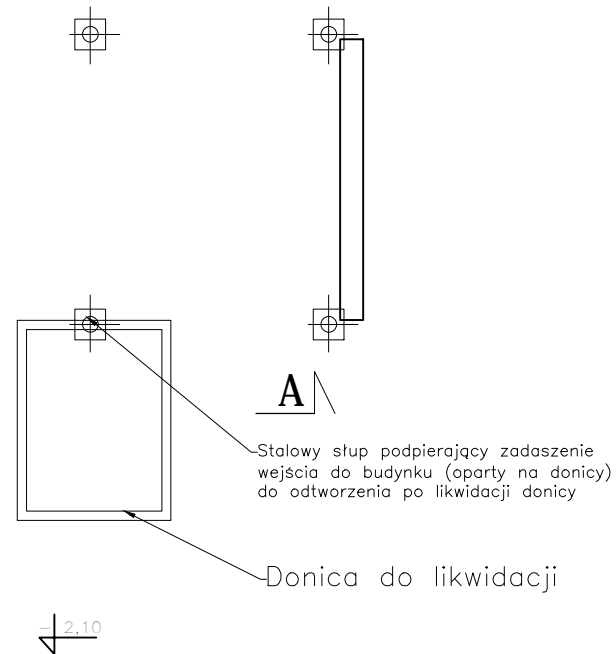 A
Stalowy słup podpierający zadaszenie
wejścia do budynku (oparty na donicy)
do odtworzenia po likwidacji donicy
Donica do likwidacji
- 2,10